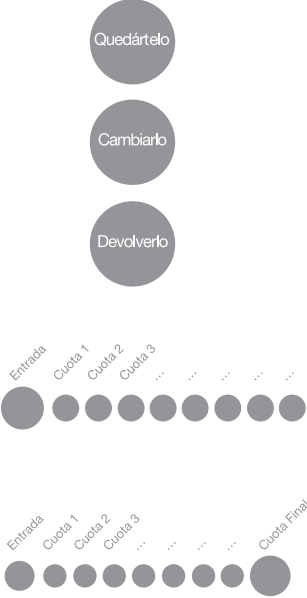 Quedártelo
Cambiarlo
Devolverlo
Entrada Cuota 1 Cuota 2 Cuota 3 ... ... ... ... ...
Entrada Cuota 1 Cuota 2 Cuota 3 ... ... ... ... Cuota Final